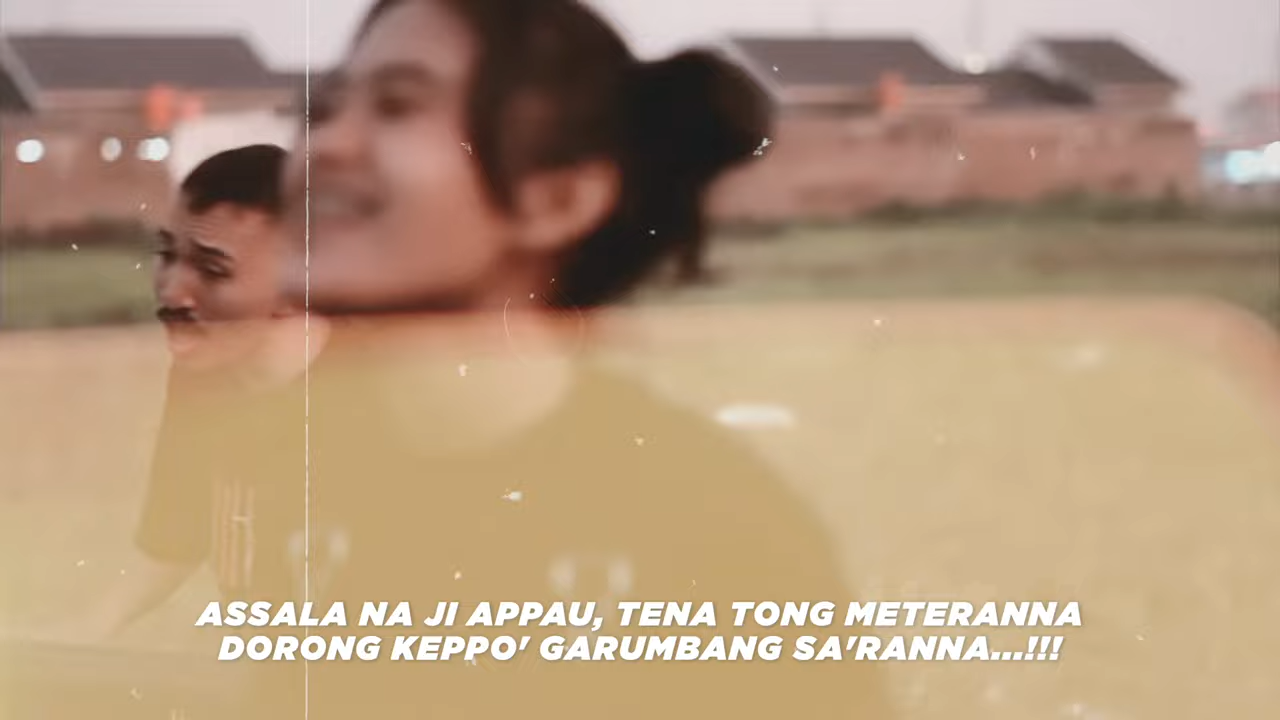 ASSALA NA JI APPAU, TENA TONG METERANNA
DORONG KEPPO' GARUMBANG SA'RANNA...!!!